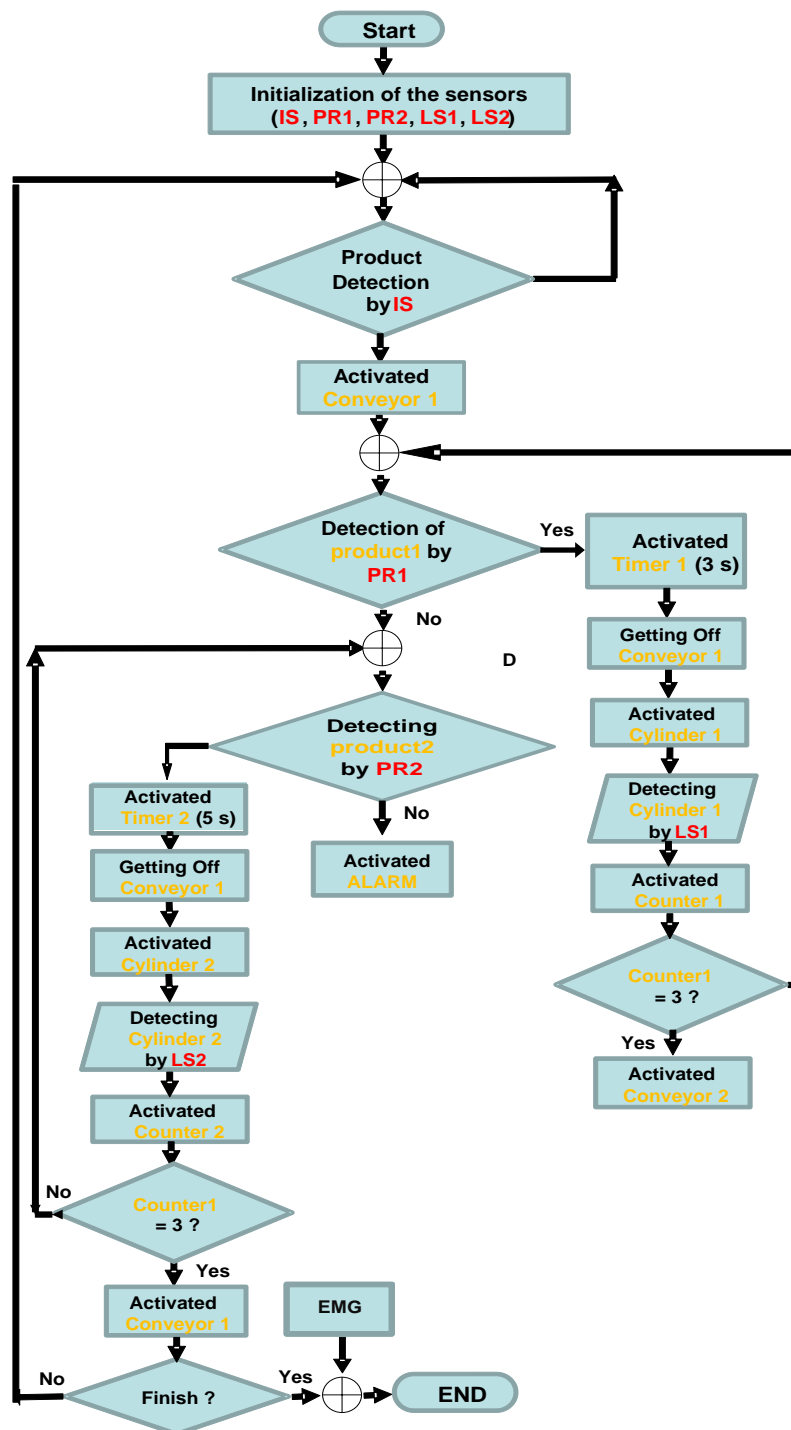 Start
Initialization of the sensors
(IS, PR1, PR2, LS1, LS2)
Product
Detection
by IS
Activated
Conveyor 1
Detection of
product1 by
PR1
Yes
No
Activated
Timer 1 (3 s)
Getting Off
Conveyor 1
Activated
Cylinder 1
Detecting
Cylinder 1
by LS1
Activated
Counter 1
Counter1
= 3 ?
Yes
Activated
Conveyor 2
D
Detecting
product2
by PR2
No
Activated
ALARM
Activated
Timer 2 (5 s)
Getting Off
Conveyor 1
Activated
Cylinder 2
Detecting
Cylinder 2
by LS2
Activated
Counter 2
No
Counter1
= 3 ?
Yes
Activated
Conveyor 1
EMG
No
Finish ?
Yes
END